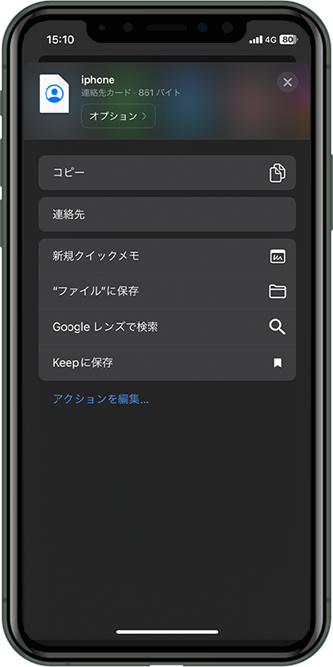 15:10
4G
80
iphone
連絡先カード · 861 バイト
オプション
コピー
連絡先
新規クイックメモ
“ファイル”に保存
Google レンズで検索
Keepに保存
アクションを編集...